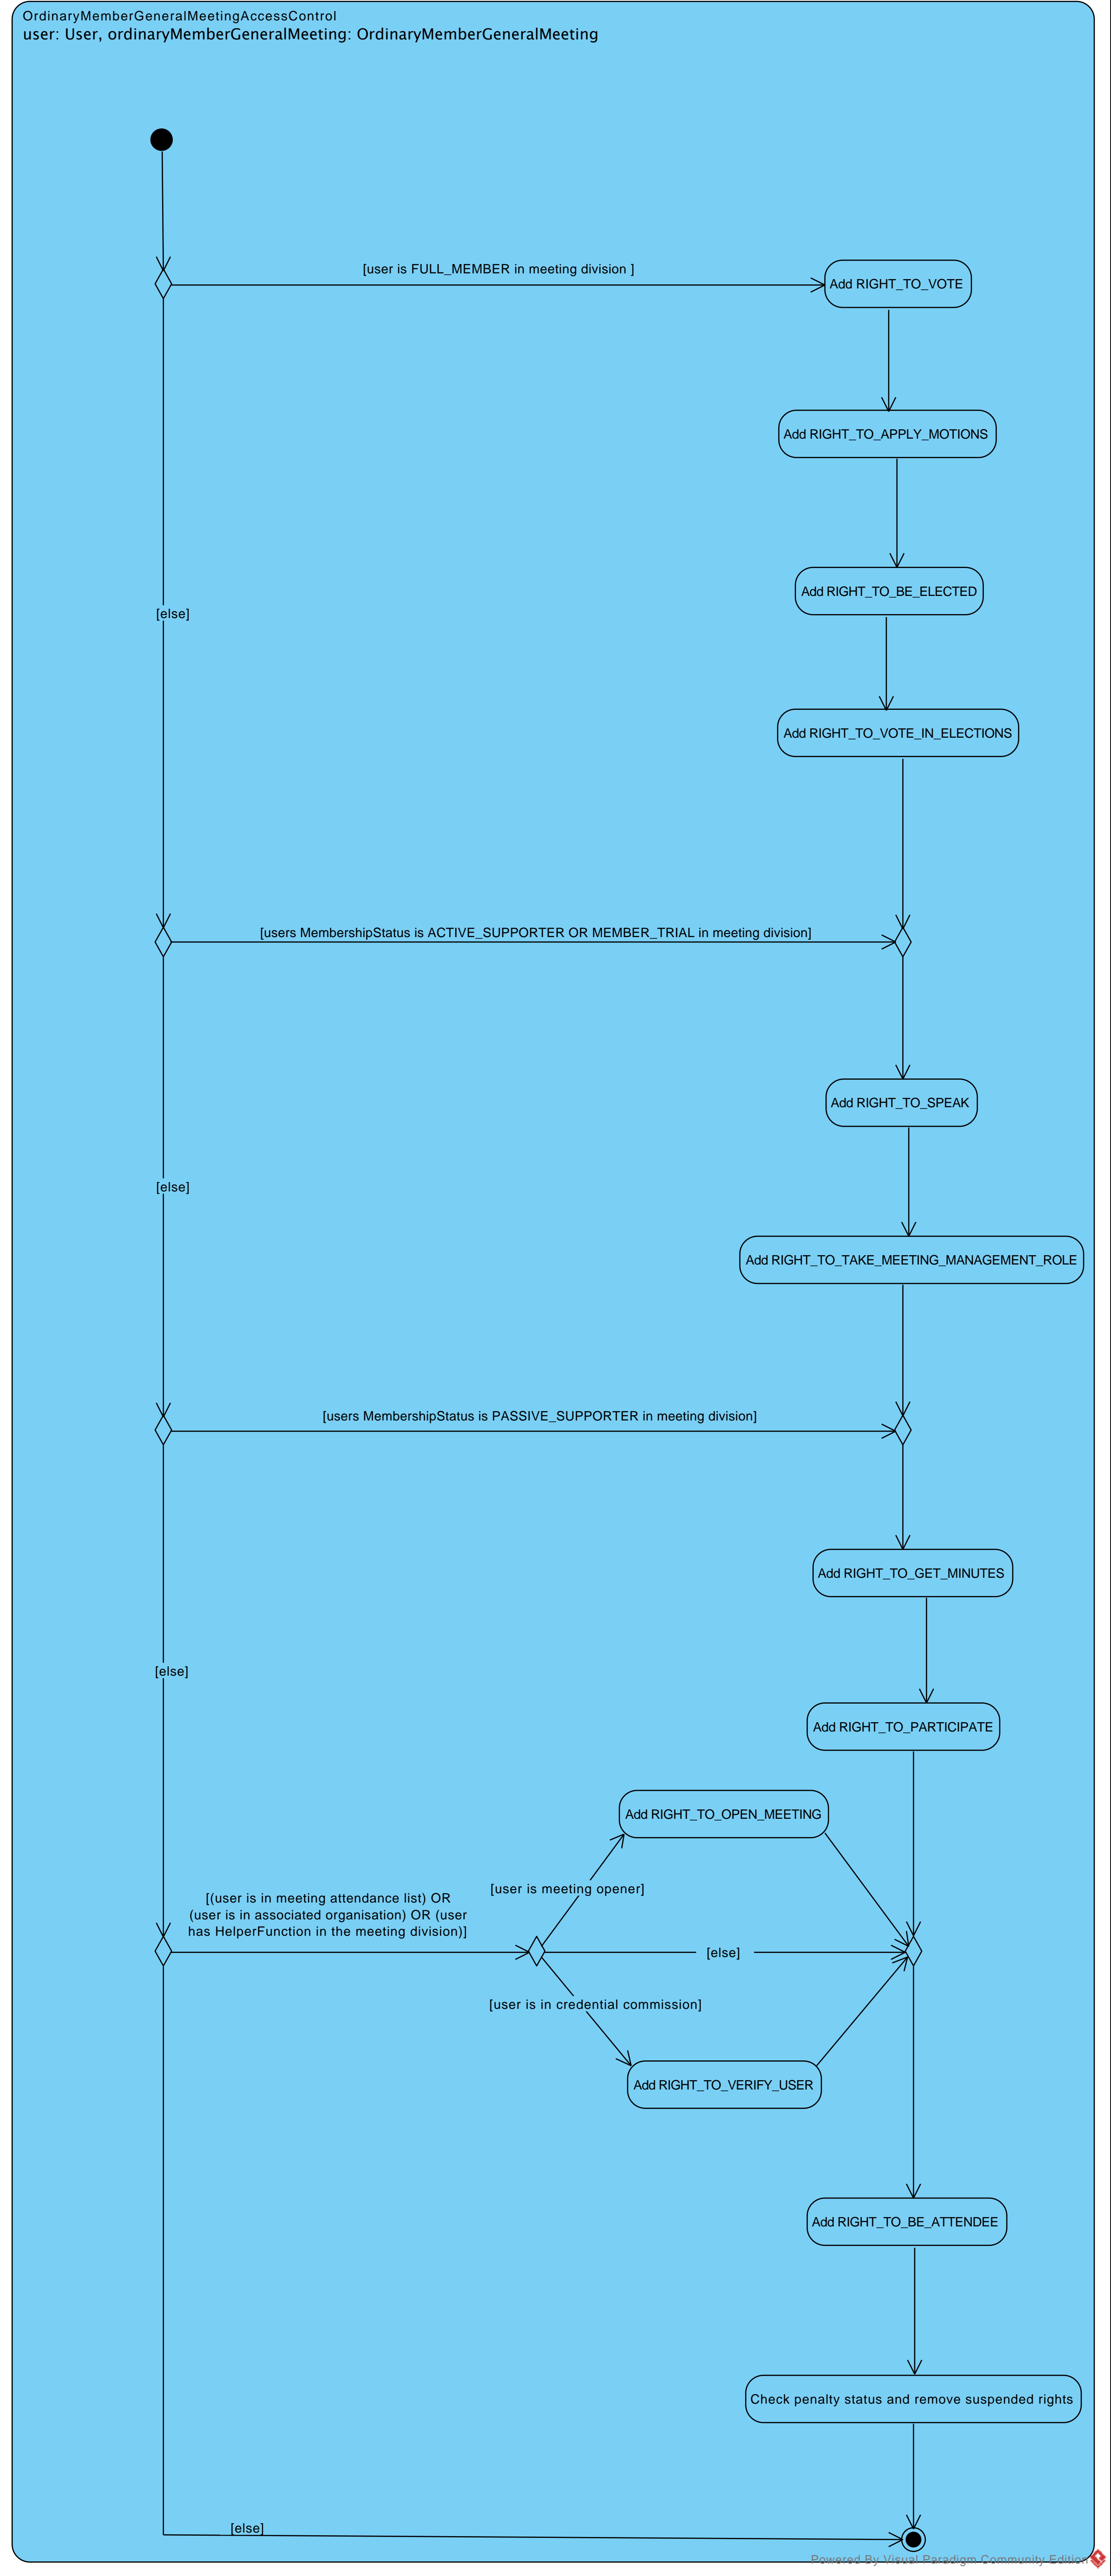 OrdinaryMemberGeneralMeetingAccessControl
user: User, ordinaryMemberGeneralMeeting: OrdinaryMemberGeneralMeeting
[user is FULL_MEMBER in meeting division ]
Add RIGHT_TO_VOTE
Add RIGHT_TO_APPLY_MOTIONS
Add RIGHT_TO_BE_ELECTED
[else]
Add RIGHT_TO_VOTE_IN_ELECTIONS
[users MembershipStatus is ACTIVE_SUPPORTER OR MEMBER_TRIAL in meeting division]
Add RIGHT_TO_SPEAK
[else]
Add RIGHT_TO_TAKE_MEETING_MANAGEMENT_ROLE
[users MembershipStatus is PASSIVE_SUPPORTER in meeting division]
Add RIGHT_TO_GET_MINUTES
[else]
Add RIGHT_TO_PARTICIPATE
Add RIGHT_TO_OPEN_MEETING
[user is meeting opener]
[(user is in meeting attendance list) OR
(user is in associated organisation) OR (user
has HelperFunction in the meeting division)]
[else]
[user is in credential commission]
Add RIGHT_TO_VERIFY_USER
Add RIGHT_TO_BE_ATTENDEE
Check penalty status and remove suspended rights
[else]
Powered By Visual Paradigm Community Edition